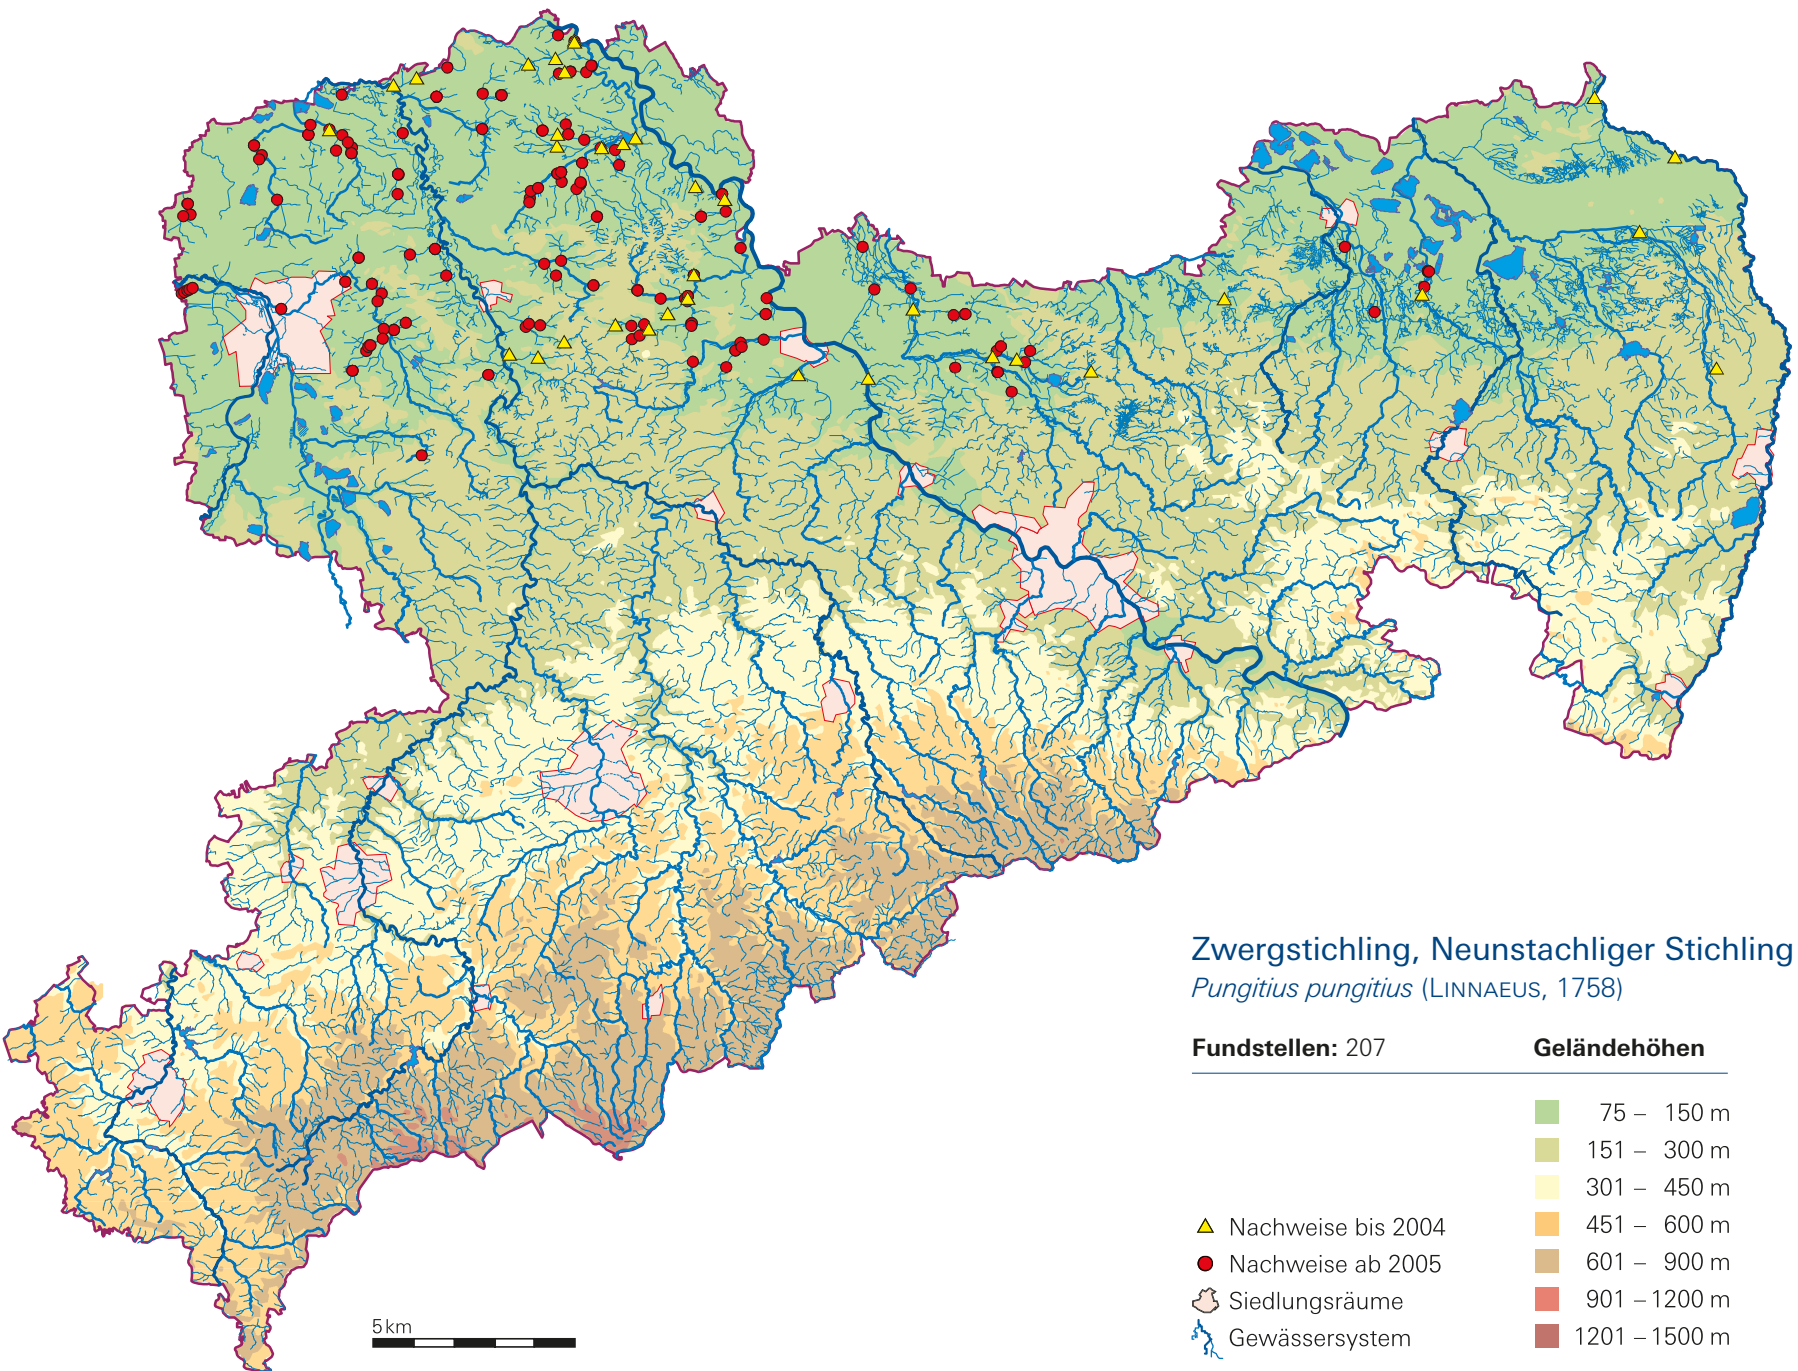 Zwergstichling, Neunstachliger Stichling
Pungitius pungitius (LINNAEUS, 1758)
Fundstellen: 207
Geländehöhen
75 – 150 m
151 – 300 m
301 – 450 m
451 – 600 m
601 – 900 m
901 – 1200 m
1201 – 1500 m
Nachweise bis 2004
Nachweise ab 2005
Siedlungsräume
Gewässersystem
5 km